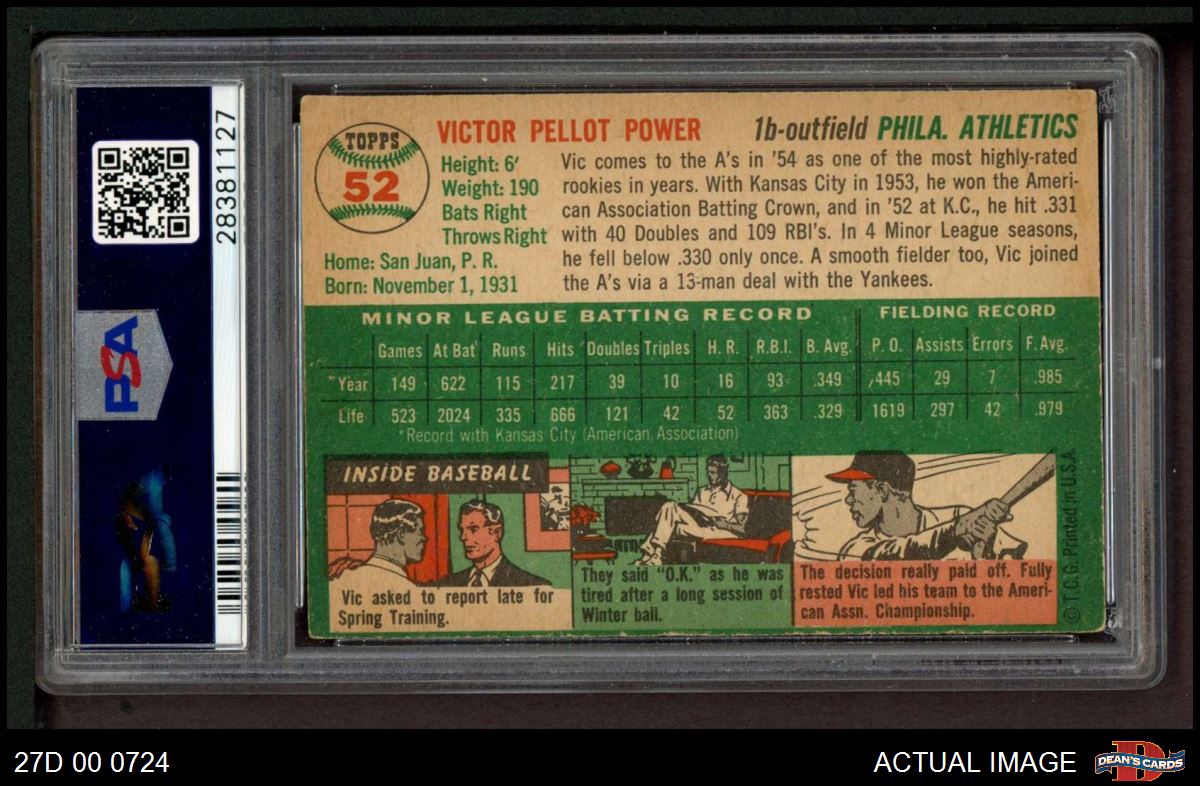 28381127
PSA
TOPPS
52
VICTOR PELLOT POWER 1b-outfield PHILA. ATHLETICS
Height: 6'
Weight: 190
Bats Right
Throws Right
Home: San Juan, P. R.
Born: November 1, 1931
Vic comes to the A's in '54 as one of the most highly-rated
rookies in years. With Kansas City in 1953, he won the Ameri-
can Association Batting Crown, and in '52 at K.C., he hit .331
with 40 Doubles and 109 RBI's. In 4 Minor League seasons,
he fell below .330 only once. A smooth fielder too, Vic joined
the A's via a 13-man deal with the Yankees.
MINOR LEAGUE BATTING RECORD FIELDING RECORD
Games At Bat Runs Hits Doubles Triples H. R. R.B.I. B. Avg. P. O. Assists Errors F. Avg.
*Year 149 622 115 217 39 10 16 93 .349 445 29 7 .985
Life 523 2024 335 666 121 42 52 363 .329 1619 297 42 .979
*Record with Kansas City (American Association)
INSIDE BASEBALL
Vic asked to report late for
Spring Training.
They said "O.K." as he was
tired after a long session of
Winter ball.
The decision really paid off. Fully
rested Vic led his team to the Ameri-
can Assn. Championship.
© T. C. G. Printed in U.S.A
27D 00 0724
ACTUAL IMAGE
DEAN'S CARDS